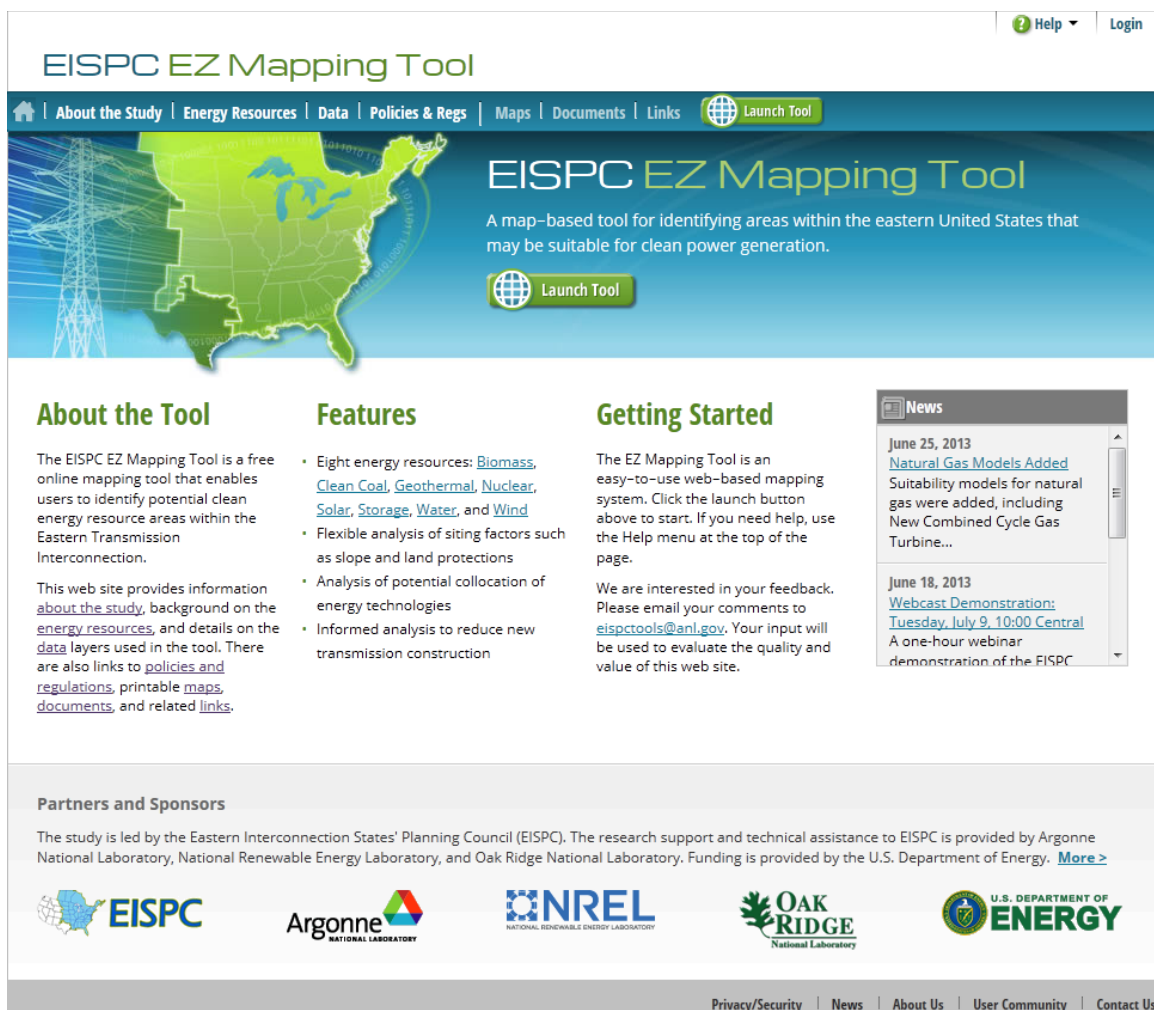 Help
Login
EISPC EZ Mapping Tool
About the Study
Energy Resources
Data
Policies & Regs
Maps
Documents
Links
Launch Tool
EISPC EZ Mapping Tool
A map-based tool for identifying areas within the eastern United States that
may be suitable for clean power generation.
Launch Tool
About the Tool
The EISPC EZ Mapping Tool is a free
online mapping tool that enables
users to identify potential clean
energy resource areas within the
Eastern Transmission
Interconnection.
This web site provides information
about the study, background on the
energy resources, and details on the
data layers used in the tool. There
are also links to policies and
regulations, printable maps,
documents, and related links.
Features
• Eight energy resources: Biomass,
Clean Coal, Geothermal, Nuclear,
Solar, Storage, Water, and Wind
• Flexible analysis of siting factors such
as slope and land protections
• Analysis of potential collocation of
energy technologies
• Informed analysis to reduce new
transmission construction
Getting Started
The EZ Mapping Tool is an
easy-to-use web-based mapping
system. Click the launch button
above to start. If you need help, use
the Help menu at the top of the
page.
We are interested in your feedback.
Please email your comments to
eispctools@anl.gov. Your input will
be used to evaluate the quality and
value of this web site.
News
June 25, 2013
Natural Gas Models Added
Suitability models for natural
gas were added, including
New Combined Cycle Gas
Turbine...
June 18, 2013
Webcast Demonstration:
Tuesday, July 9, 10:00 Central
A one-hour webinar
demonstration of the EISPC
Partners and Sponsors
The study is led by the Eastern Interconnection States' Planning Council (EISPC). The research support and technical assistance to EISPC is provided by Argonne
National Laboratory, National Renewable Energy Laboratory, and Oak Ridge National Laboratory. Funding is provided by the U.S. Department of Energy. More >
EISPC
Argonne
NATIONAL LABORATORY
NREL
NATIONAL RENEWABLE ENERGY LABORATORY
OAK
RIDGE
National Laboratory
U.S. DEPARTMENT OF
ENERGY
Privacy/Security
News
About Us
User Community
Contact Us